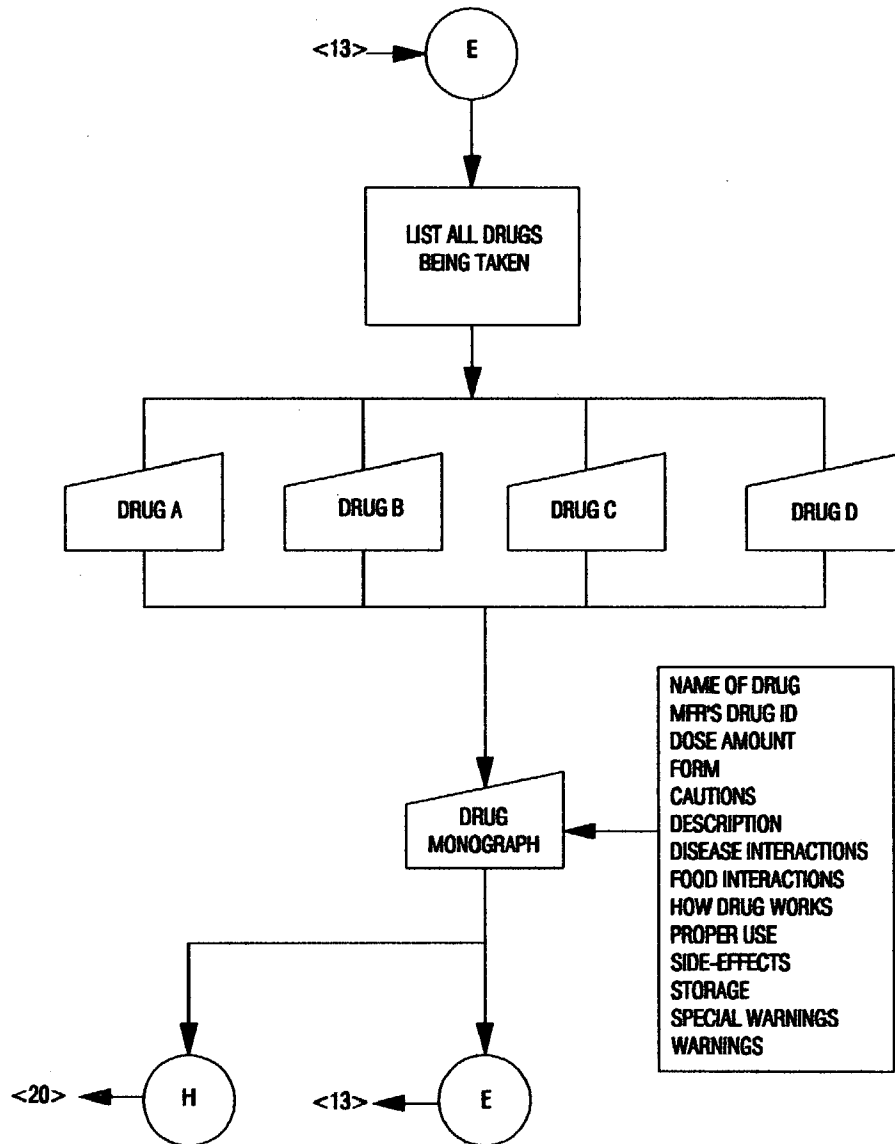 <13>
E
LIST ALL DRUGS
BEING TAKEN
DRUG A
DRUG B
DRUG C
DRUG D
NAME OF DRUG
MFR'S DRUG ID
DOSE AMOUNT
FORM
CAUTIONS
DESCRIPTION
DISEASE INTERACTIONS
FOOD INTERACTIONS
HOW DRUG WORKS
PROPER USE
SIDE-EFFECTS
STORAGE
SPECIAL WARNINGS
WARNINGS
DRUG
MONOGRAPH
<20>
H
<13>
E